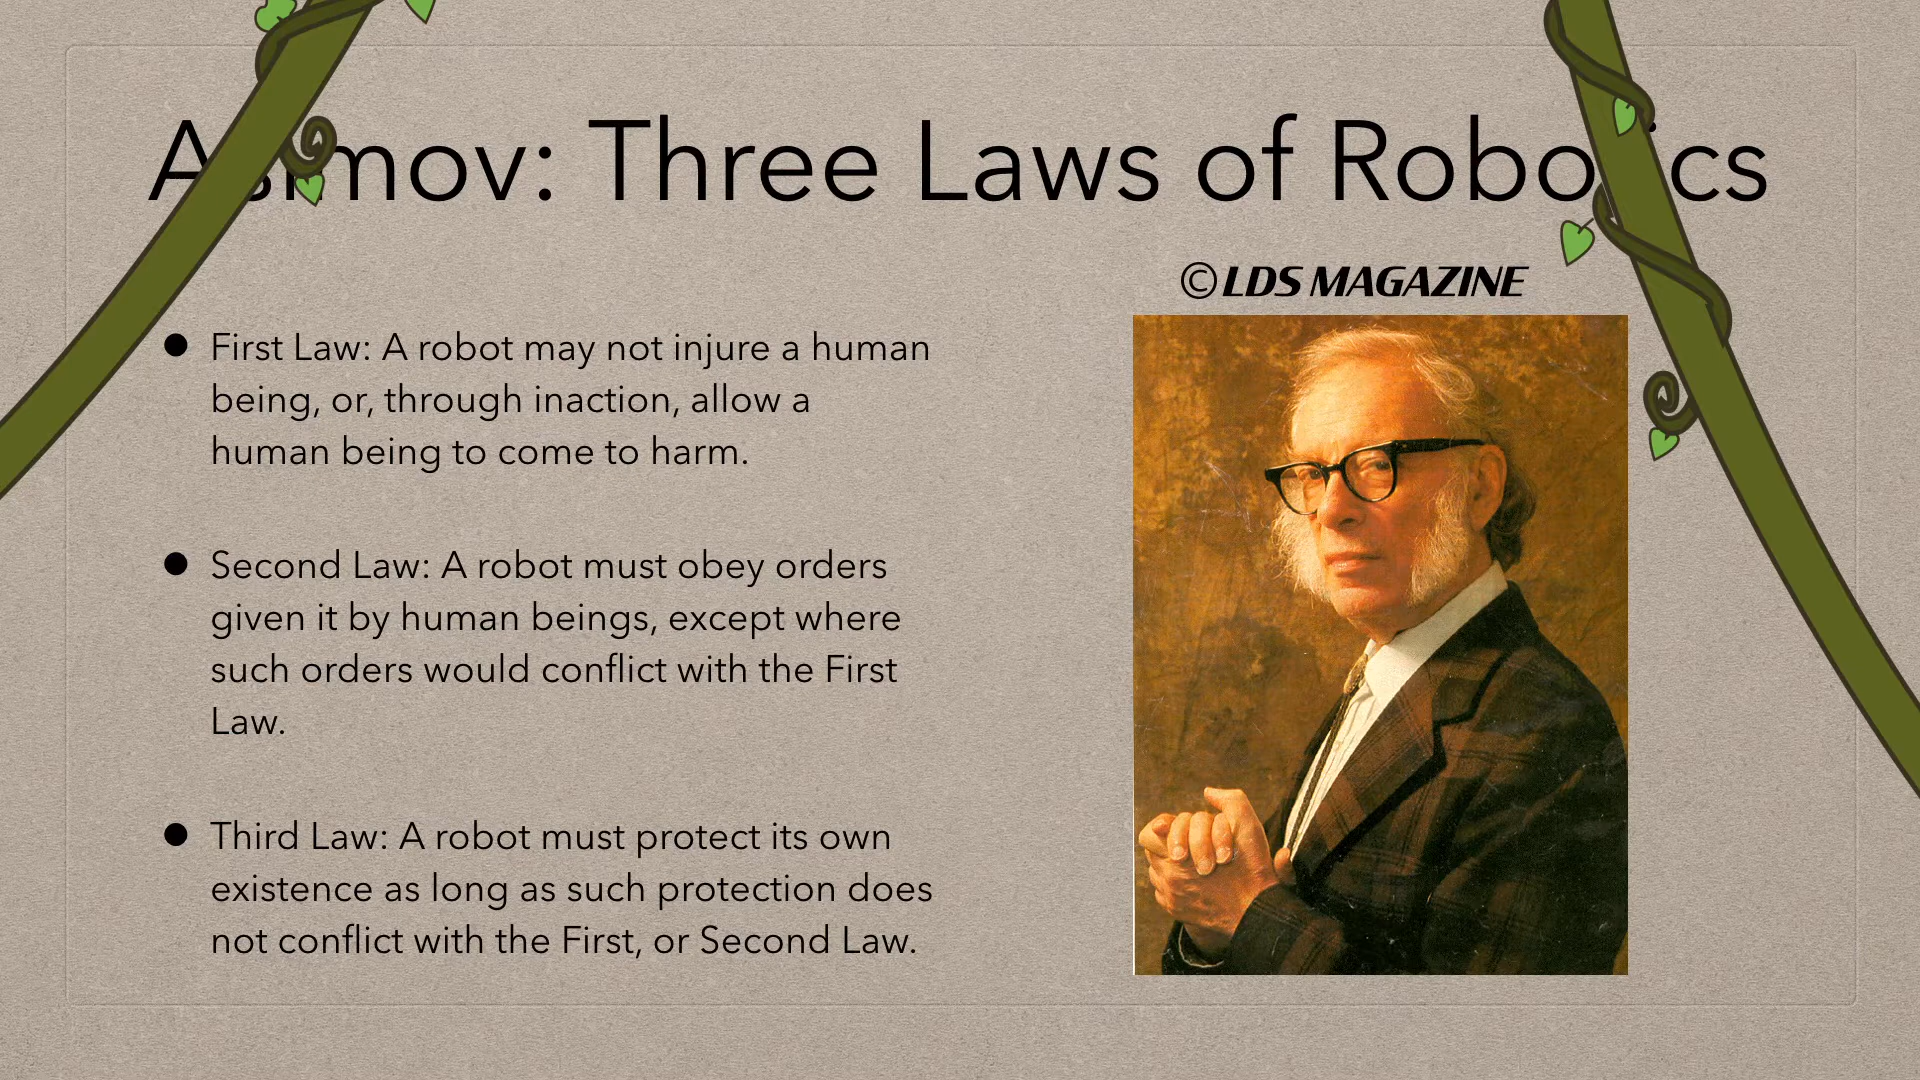 Asimov: Three Laws of Robotics
© LDS MAGAZINE
● First Law: A robot may not injure a human
being, or, through inaction, allow a
human being to come to harm.
● Second Law: A robot must obey orders
given it by human beings, except where
such orders would conflict with the First
Law.
● Third Law: A robot must protect its own
existence as long as such protection does
not conflict with the First, or Second Law.